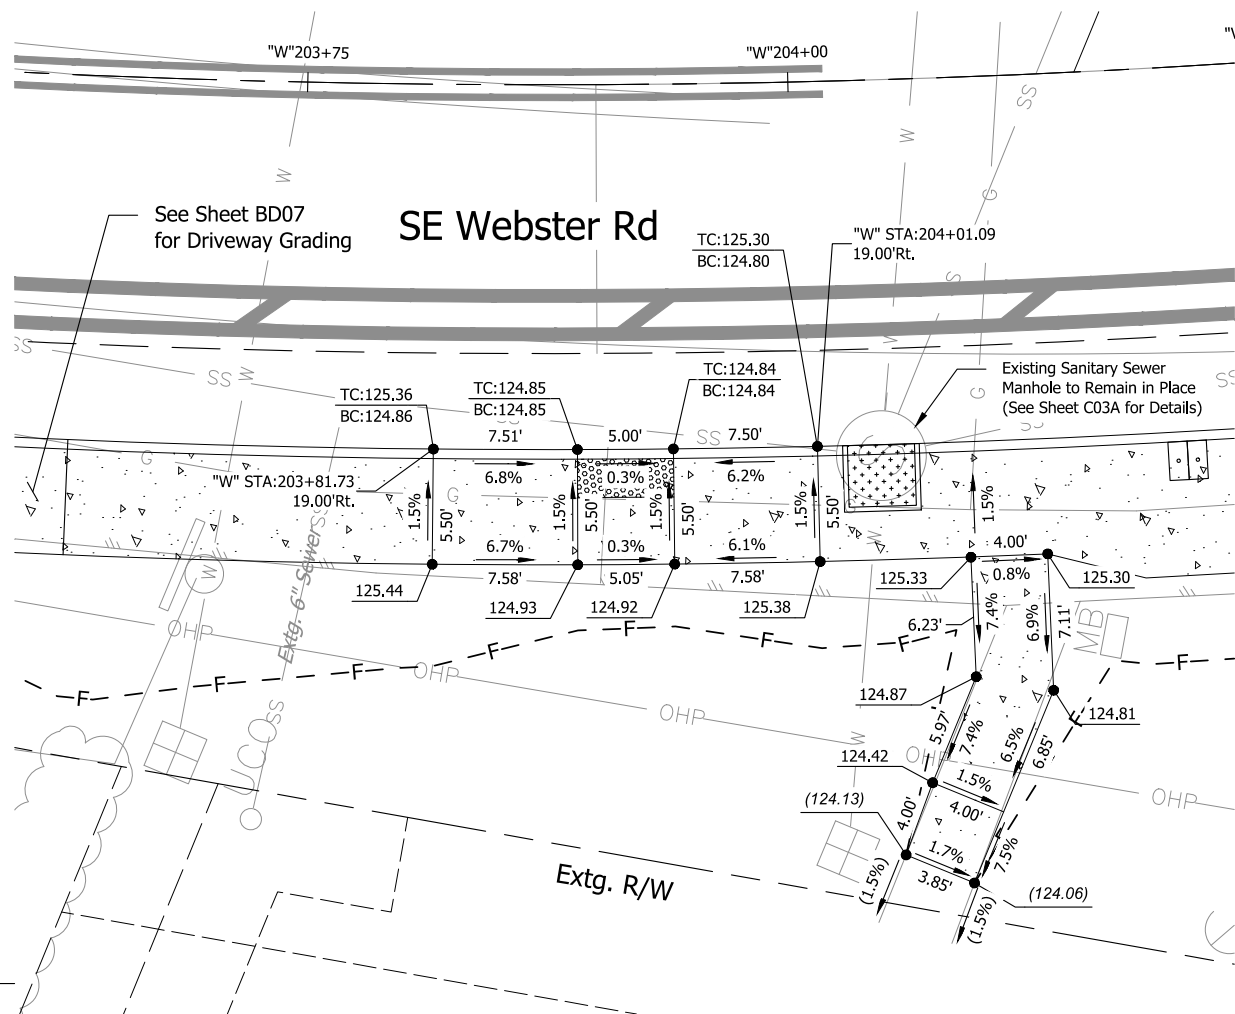 "W"203+75
"W"204+00
SS
W
W
G
See Sheet BD07
for Driveway Grading
SE Webster Rd
TC:125.30
BC:124.80
"W" STA:204+01.09
19.00'Rt.
S
SS
SS
W
W
TC:125.36
BC:124.86
TC:124.85
BC:124.85
TC:124.84
BC:124.84
Existing Sanitary Sewer
Manhole to Remain in Place
(See Sheet C03A for Details)
G
SS
SS
SS
7.51'
5.00'
7.50'
G
"W" STA:203+81.73
19.00'Rt.
6.8%
0.3%
6.2%
G
G
1.5%
5.50'
1.5%
5.50'
1.5%
5.50'
1.5%
5.50'
1.5%
W
6.7%
0.3%
6.1%
4.00'
0.8%
7.58'
5.05'
7.58'
125.44
124.93
124.92
125.38
125.33
125.30
W
Extg. 6" Sewer
SS
OHP
F
F
F
F
F
F
F
F
6.23'
7.4%
6.9%
7.11'
MB
124.87
124.81
OHP
OHP
OHP
OHP
UCO
SS
W
5.97'
7.4%
6.5%
6.85'
124.42
1.5%
4.00'
(124.13)
4.00'
1.7%
3.85'
7.5%
(124.06)
(1.5%)
(1.5%)
Extg. R/W